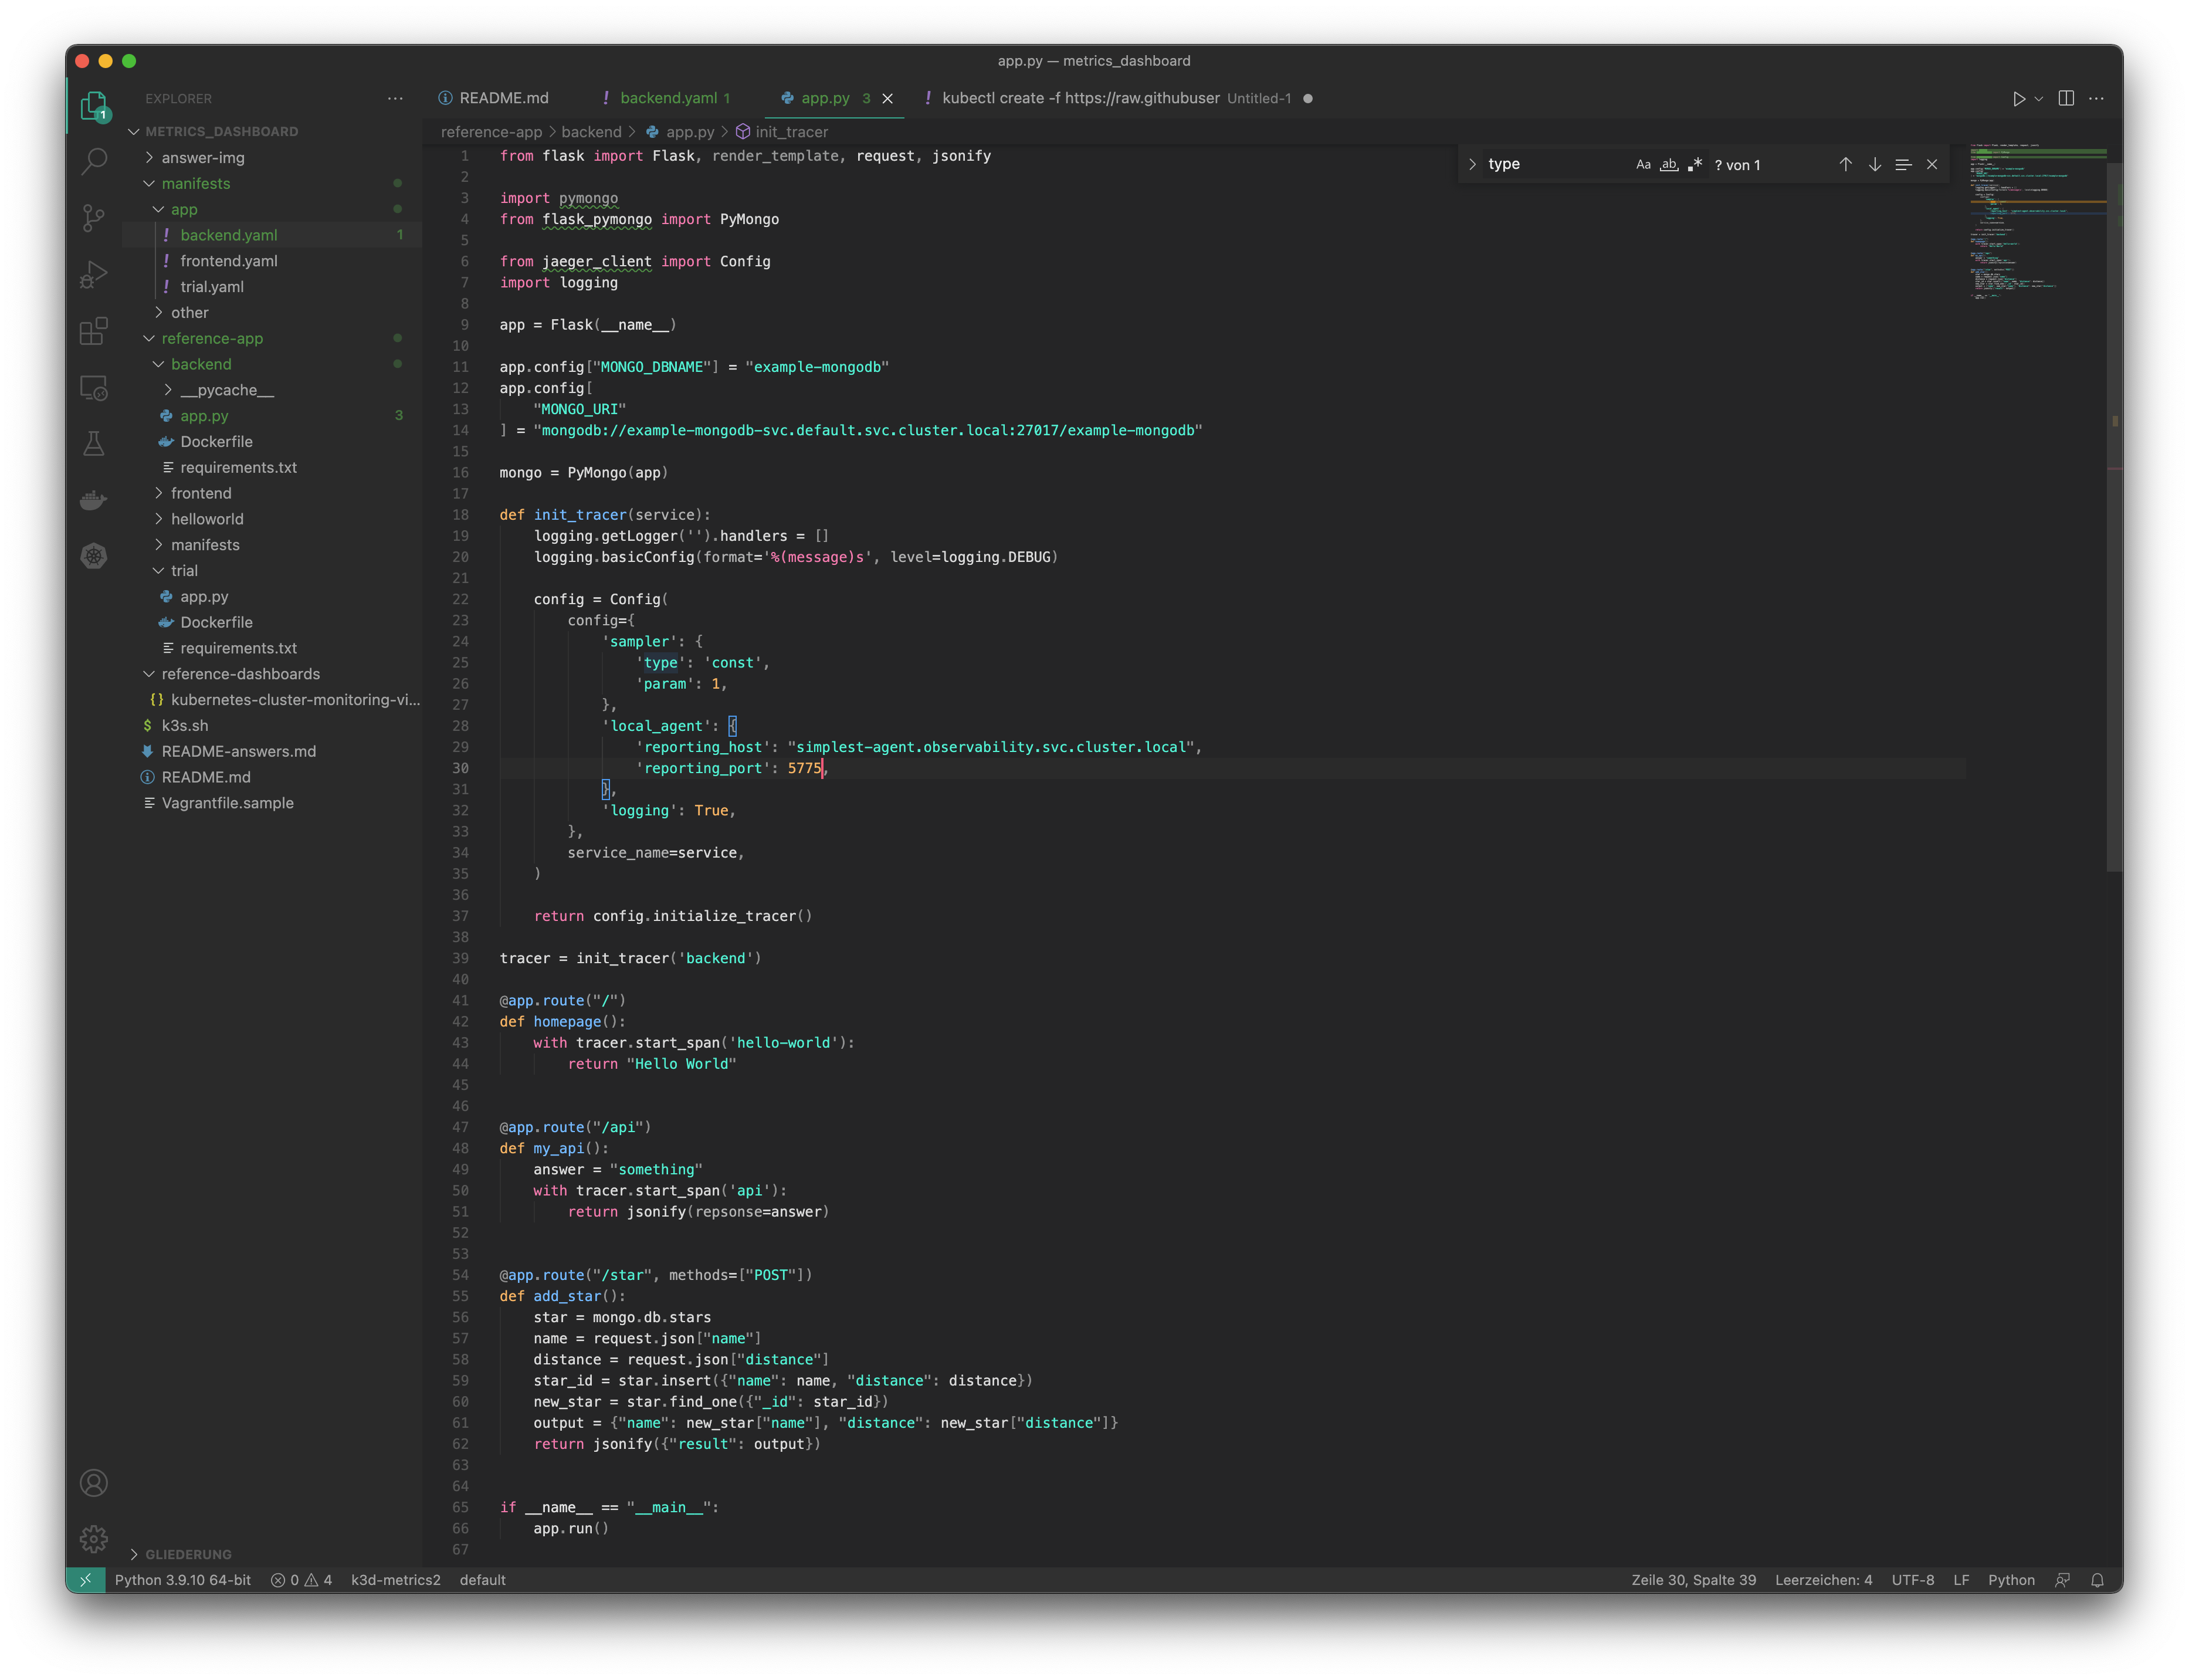 app.py — metrics_dashboard
EXPLORER
README.md
backend.yaml 1
app.py 3
kubectl create -f https://raw.githubuser Untitled-1
METRICS_DASHBOARD
answer-img
manifests
app
backend.yaml 1
frontend.yaml
trial.yaml
other
reference-app
backend
__pycache__
app.py 3
Dockerfile
requirements.txt
frontend
helloworld
manifests
trial
app.py
Dockerfile
requirements.txt
reference-dashboards
kubernetes-cluster-monitoring-vi...
k3s.sh
README-answers.md
README.md
Vagrantfile.sample
GLIEDERUNG
reference-app > backend > app.py > init_tracer
type
Aa ab .* ? von 1
1 from flask import Flask, render_template, request, jsonify
2
3 import pymongo
4 from flask_pymongo import PyMongo
5
6 from jaeger_client import Config
7 import logging
8
9 app = Flask(__name__)
10
11 app.config["MONGO_DBNAME"] = "example-mongodb"
12 app.config[
13     "MONGO_URI"
14 ] = "mongodb://example-mongodb-svc.default.svc.cluster.local:27017/example-mongodb"
15
16 mongo = PyMongo(app)
17
18 def init_tracer(service):
19     logging.getLogger('').handlers = []
20     logging.basicConfig(format='%(message)s', level=logging.DEBUG)
21
22     config = Config(
23         config={
24             'sampler': {
25                 'type': 'const',
26                 'param': 1,
27             },
28             'local_agent': {
29                 'reporting_host': "simplest-agent.observability.svc.cluster.local",
30                 'reporting_port': 5775,
31             },
32             'logging': True,
33         },
34         service_name=service,
35     )
36
37     return config.initialize_tracer()
38
39 tracer = init_tracer('backend')
40
41 @app.route("/")
42 def homepage():
43     with tracer.start_span('hello-world'):
44         return "Hello World"
45
46
47 @app.route("/api")
48 def my_api():
49     answer = "something"
50     with tracer.start_span('api'):
51         return jsonify(repsonse=answer)
52
53
54 @app.route("/star", methods=["POST"])
55 def add_star():
56     star = mongo.db.stars
57     name = request.json["name"]
58     distance = request.json["distance"]
59     star_id = star.insert({"name": name, "distance": distance})
60     new_star = star.find_one({"_id": star_id})
61     output = {"name": new_star["name"], "distance": new_star["distance"]}
62     return jsonify({"result": output})
63
64
65 if __name__ == "__main__":
66     app.run()
67
1
Python 3.9.10 64-bit 0 4 k3d-metrics2 default
Zeile 30, Spalte 39 Leerzeichen: 4 UTF-8 LF Python